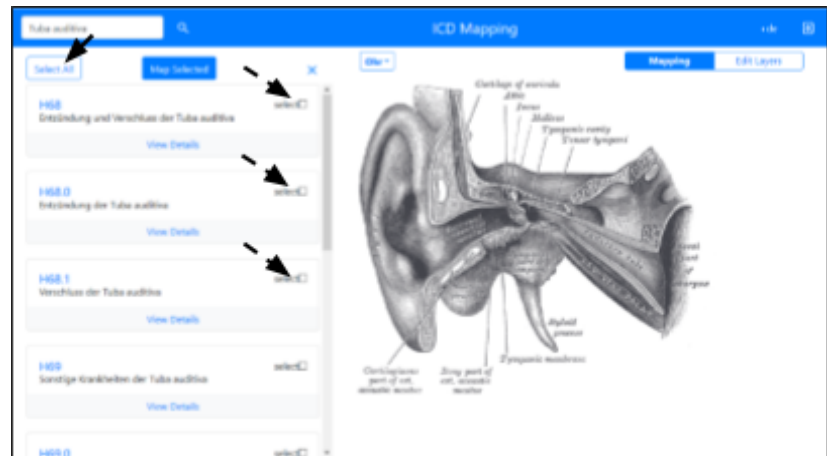 Tuba auditiva
ICD Mapping
Select All
Map Selected
Ohr
Mapping
Edit Layers
H68
select
Entzündung und Verschluss der Tuba auditiva
View Details
H68.0
select
Entzündung der Tuba auditiva
View Details
H68.1
select
Verschluss der Tuba auditiva
View Details
H69
select
Sonstige Krankheiten der Tuba auditiva
View Details
H69.0
select
Cartilage of auricula
Attic
Incus
Malleus
Tympanic cavity
Tensor tympani
Styloid
process
Tympanic membrane
Cartilaginous
part of ext.
acoustic meatus
Bony part of
ext. acoustic
meatus